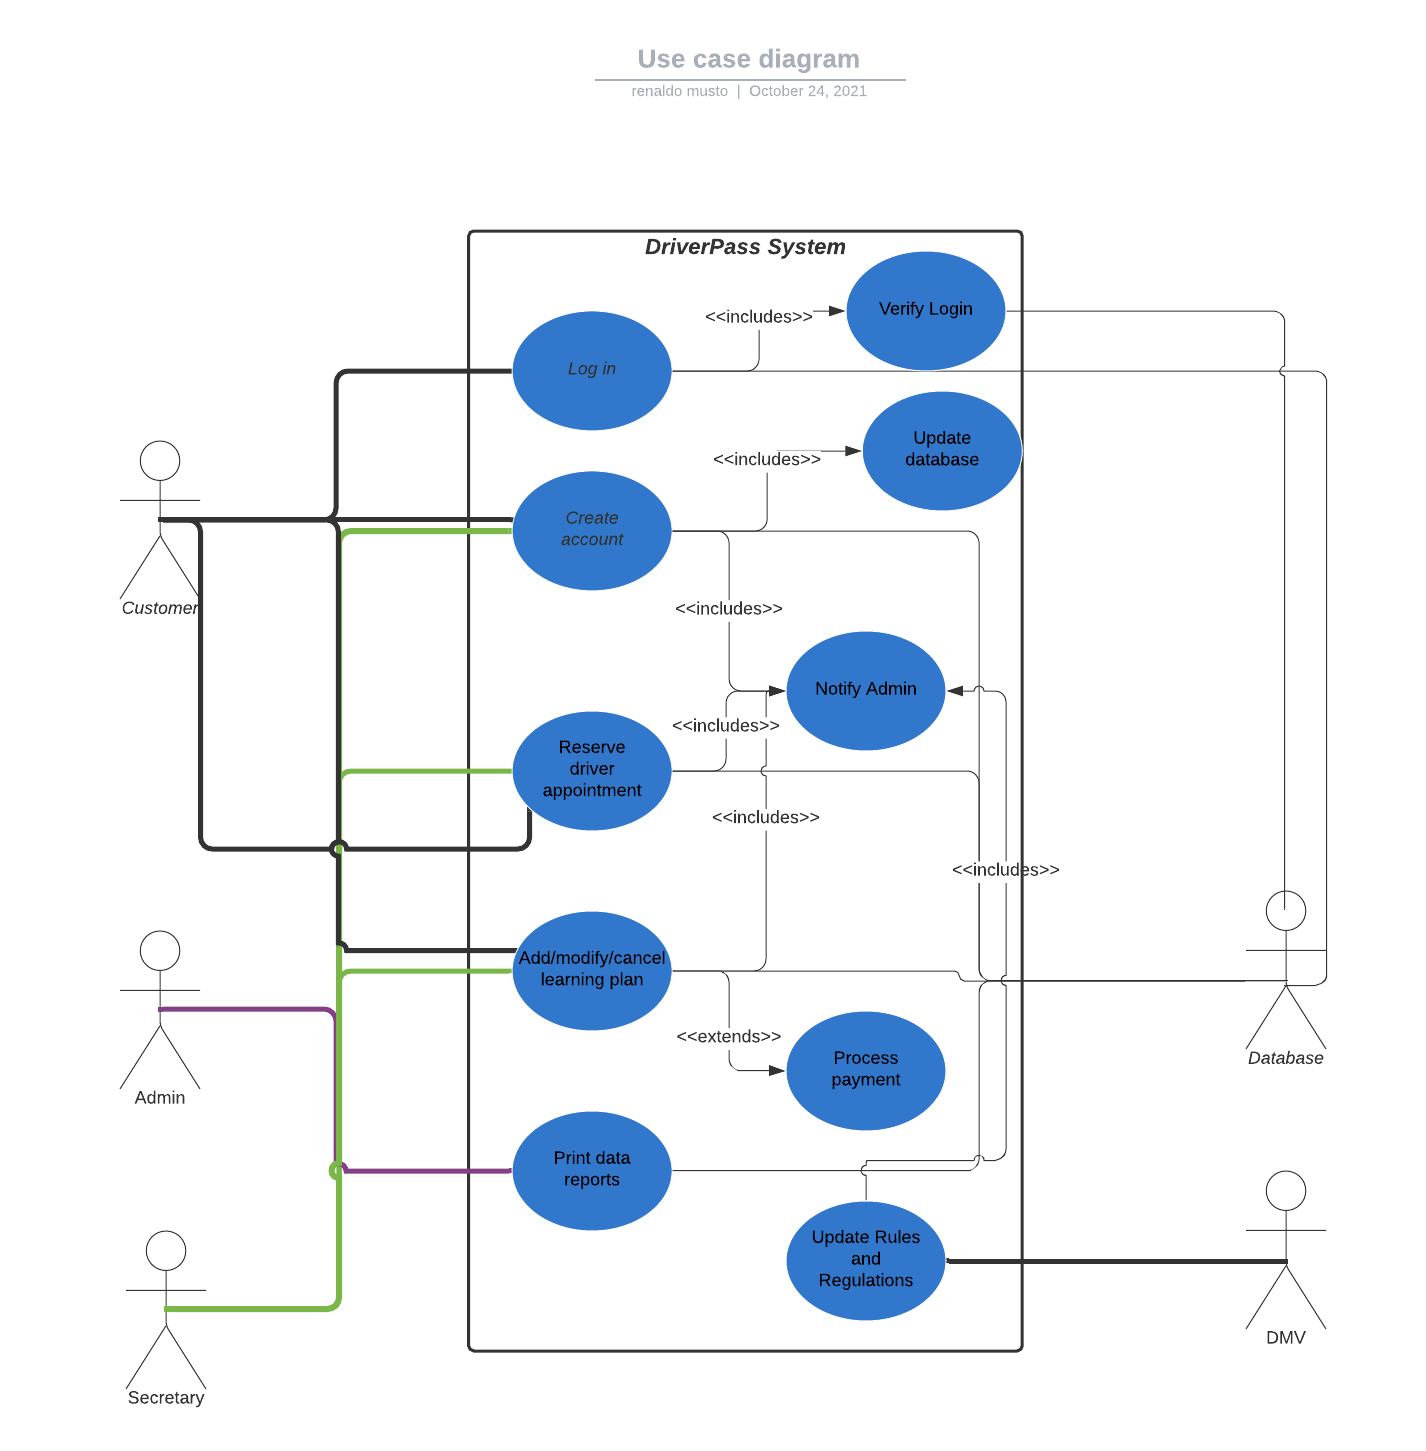 Use case diagram
renaldo musto | October 24, 2021
DriverPass System
Verify Login
<<includes>>
Log in
Update
database
<<includes>>
Create
account
Customer
<<includes>>
Notify Admin
<<includes>>
Reserve
driver
appointment
<<includes>>
<<includes>>
Add/modify/cancel
learning plan
<<extends>>
Process
payment
Database
Admin
Print data
reports
Update Rules
and
Regulations
DMV
Secretary